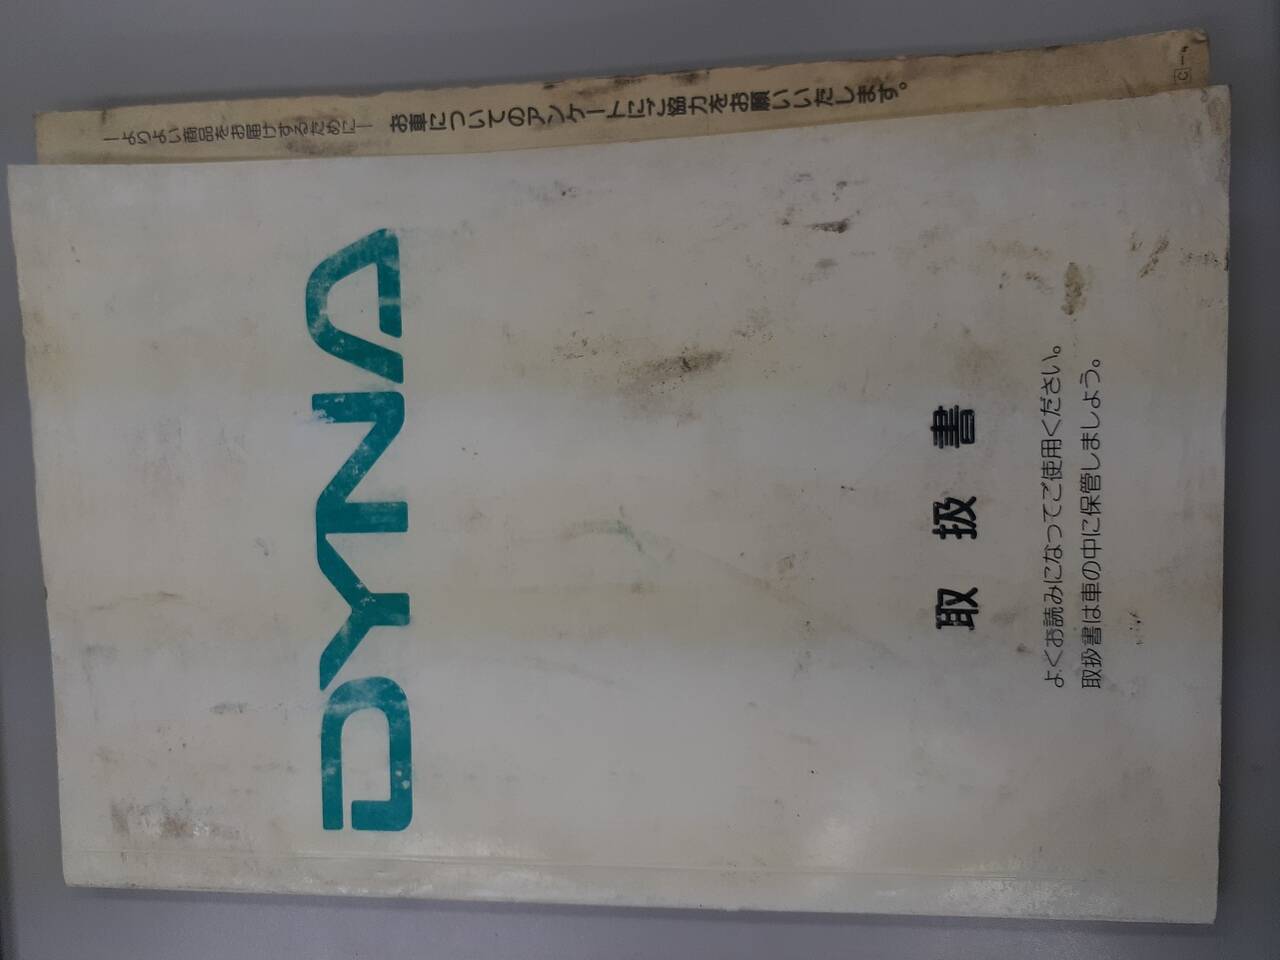 DYNA
取扱書
よくお読みになってご使用ください。
取扱書は車の中に保管しましょう。
―よりよい商品をお届けするために― お車についてのアンケートにご協力をお願いいたします。
C-1